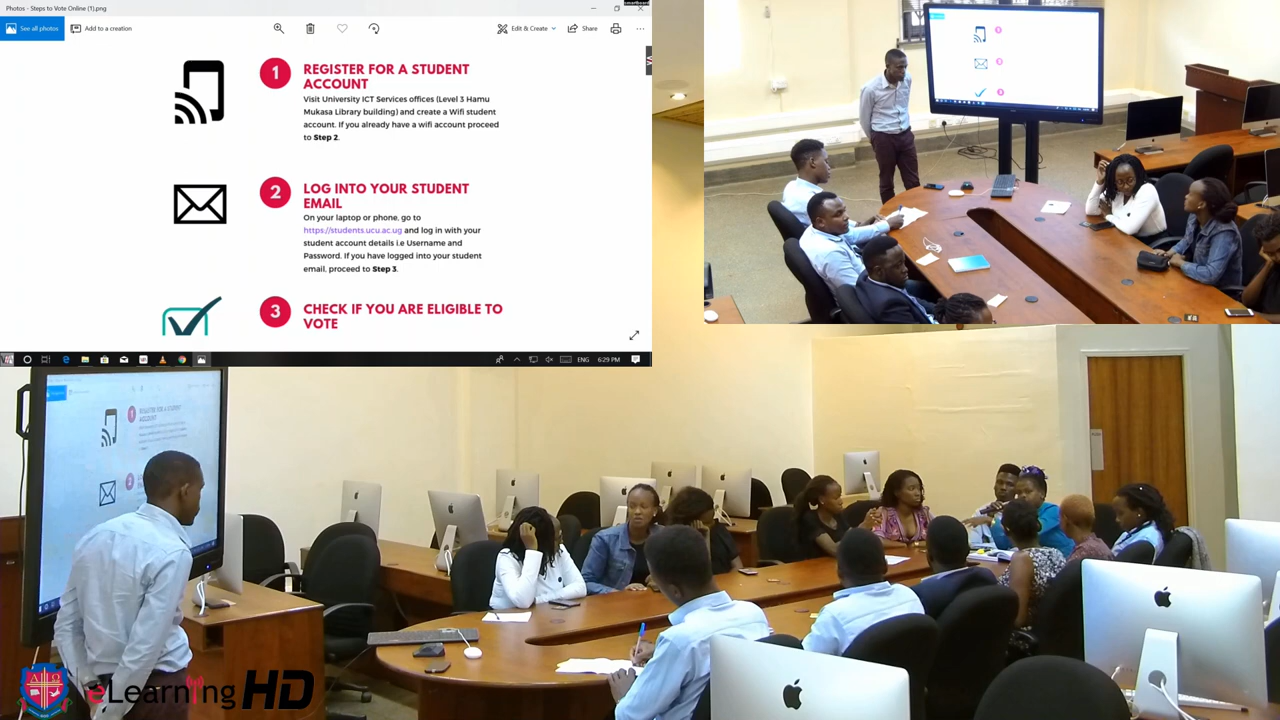 Photos - Steps to Vote Online (1).png
smartboard
See all photos
Add to a creation
Edit & Create
Share
1
REGISTER FOR A STUDENT
ACCOUNT
Visit University ICT Services offices (Level 3 Hamu
Mukasa Library building) and create a Wifi student
account. If you already have a wifi account proceed
to Step 2.
2
LOG INTO YOUR STUDENT
EMAIL
On your laptop or phone, go to
https://students.ucu.ac.ug and log in with your
student account details i.e Username and
Password. If you have logged into your student
email, proceed to Step 3.
3
CHECK IF YOU ARE ELIGIBLE TO
VOTE
ENG
6:29 PM
REGISTER FOR A STUDENT
ACCOUNT
eLearning HD